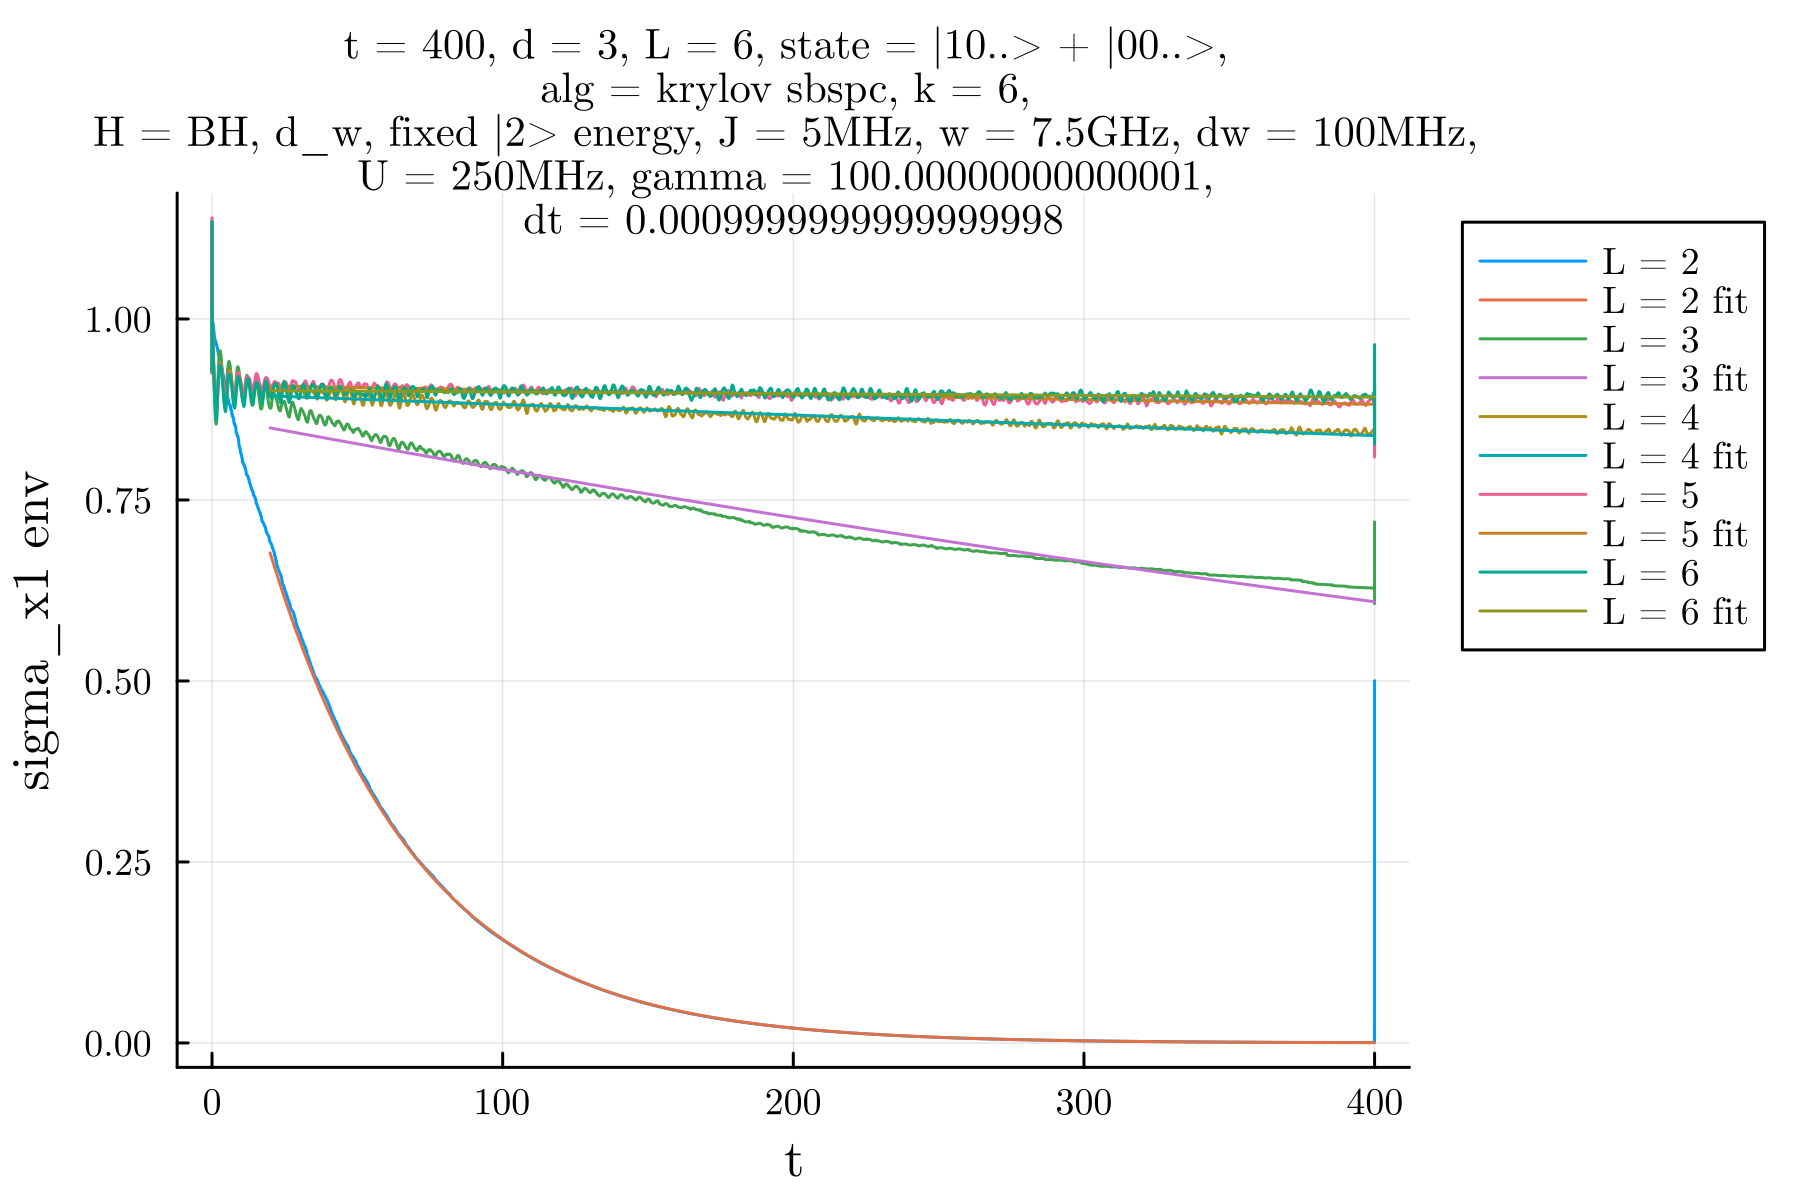 t = 400, d = 3, L = 6, state = |10..> + |00..>,
alg = krylov sbspc, k = 6,
H = BH, d_w, fixed |2> energy, J = 5MHz, w = 7.5GHz, dw = 100MHz,
U = 250MHz, gamma = 100.00000000000001,
dt = 0.0009999999999999998
sigma_x1 env
1.00
0.75
0.50
0.25
0.00
0
100
200
300
400
t
L = 2
L = 2 fit
L = 3
L = 3 fit
L = 4
L = 4 fit
L = 5
L = 5 fit
L = 6
L = 6 fit